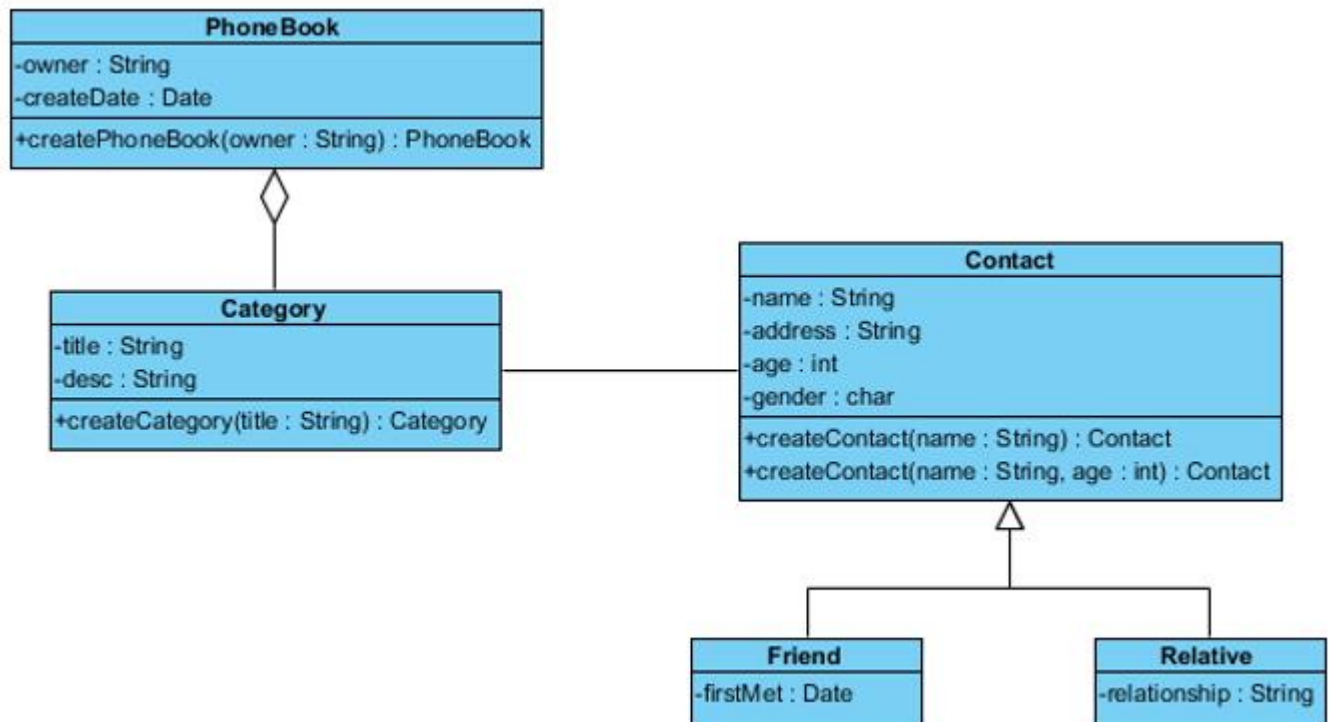 PhoneBook
-owner : String
-createDate : Date
+createPhoneBook(owner : String) : PhoneBook
Category
-title : String
-desc : String
+createCategory(title : String) : Category
Contact
-name : String
-address : String
-age : int
-gender : char
+createContact(name : String) : Contact
+createContact(name : String, age : int) : Contact
Friend
-firstMet : Date
Relative
-relationship : String